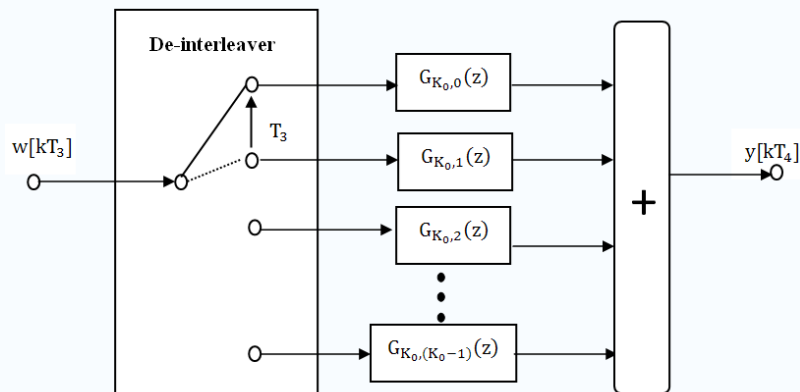 De-interleaver
G_{K₀,0}(z)
T₃
w[kT₃]
G_{K₀,1}(z)
y[kT₄]
+
G_{K₀,2}(z)
G_{K₀,(K₀−1)}(z)